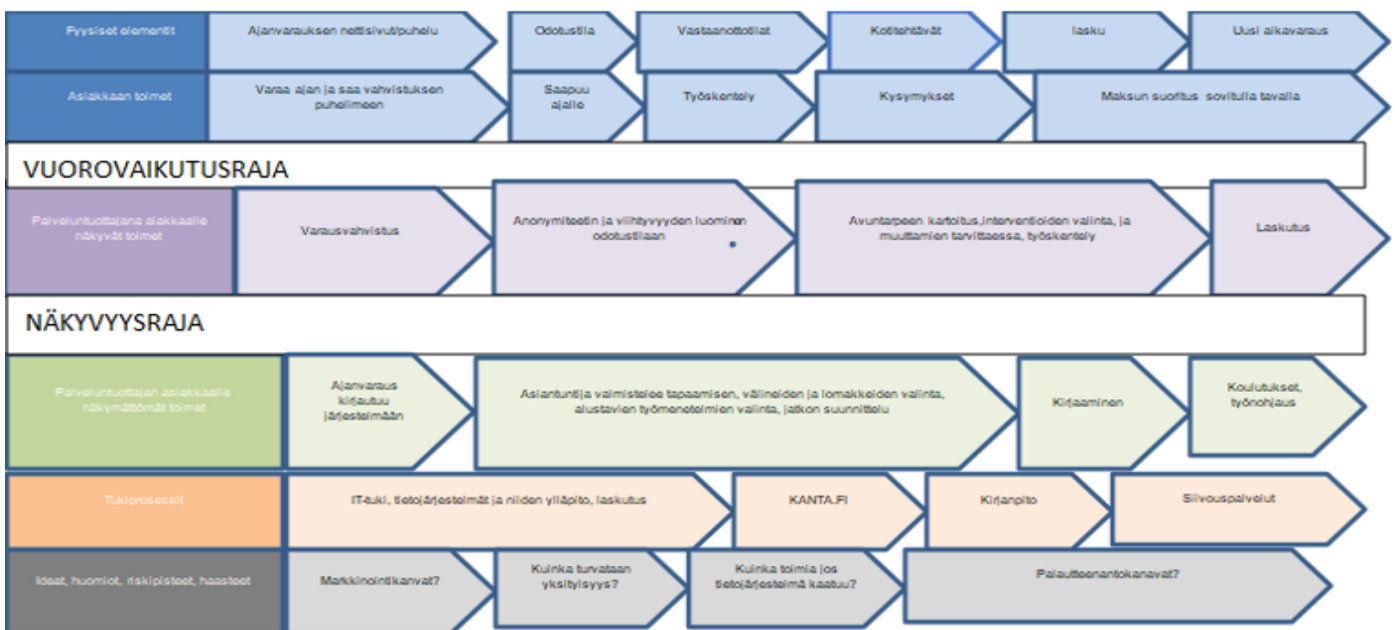 Fyysiset elementit
Ajanvarauksen nettisivut/puhelu
Odotustila
Vastaanottotilat
Kotitehtävät
lasku
Uusi aikavaraus
Asiakkaan toimet
Varaa ajan ja saa vahvistuksen
puhelimeen
Saapuu
ajalle
Työskentely
Kysymykset
Maksun suoritus sovitulla tavalla
VUOROVAIKUTUSRAJA
Palveluntuottajana aiakkaalle
näkyvät toimet
Varausvahvistus
Anonymiteetin ja viihtyvyyden luominen
odotustilaan
Avuntarpeen kartoitus,interventioiden valinta, ja
muuttamien tarvittaessa, työskentely
Laskutus
NÄKYVYYSRAJA
Palveluntuottajan asiakkaalle
näkymättömät toimet
Ajanvaraus
kirjautuu
järjestelmään
Asiantuntija valmistelee tapaamisen, välineiden ja lomakkeiden valinta,
alustavien työmenetelmien valinta, jatkon suunnittelu
Kirjaaminen
Koulutukset,
työnohjaus
Tukiprosessit
IT-tuki, tietojärjestelmät ja niiden ylläpito, laskutus
KANTA.FI
Kirjanpito
Siivouspalvelut
Ideat, huomiot, riskipisteet, haasteet
Markkinointikanvat?
Kuinka turvataan
yksityisyys?
Kuinka toimia jos
tietojärjestelmä kaatuu?
Palautteenantokanavat?